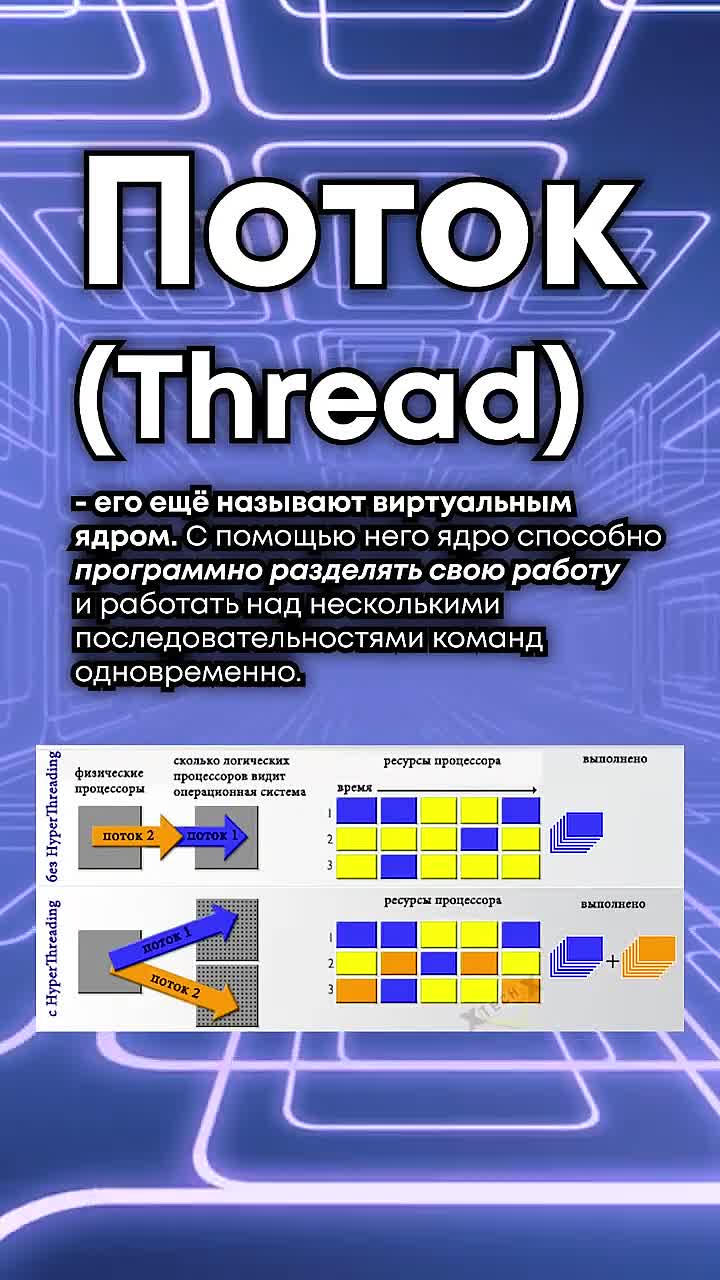 Поток
(Thread)
- его ещё называют виртуальным
ядром. С помощью него ядро способно
программно разделять свою работу
и работать над несколькими
последовательностями команд
одновременно.
без HyperThreading
физические
процессоры
сколько логических
процессоров видит
операционная система
ресурсы процессора
выполнено
время
поток 2
поток 1
1
2
3
с HyperThreading
ресурсы процессора
выполнено
поток 1
поток 2
1
2
3
+
XTECH X